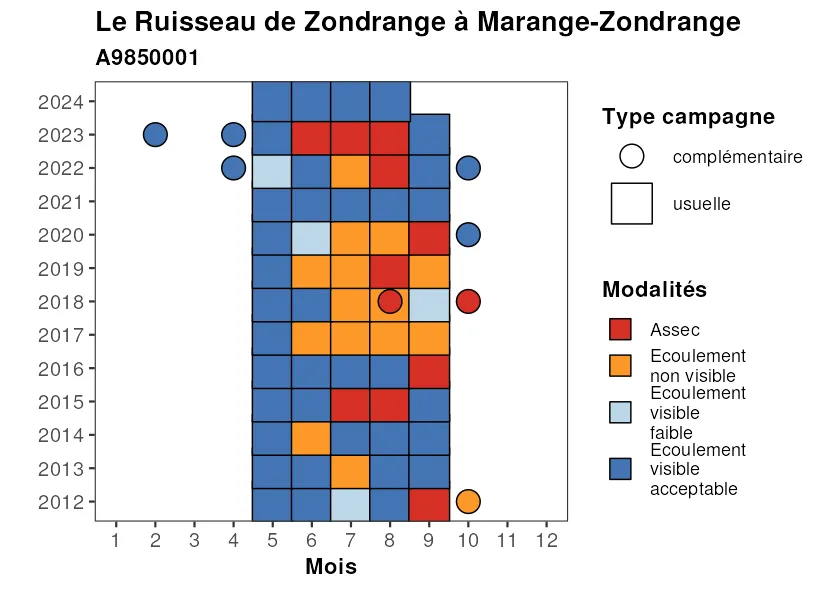 Le Ruisseau de Zondrange à Marange-Zondrange
A9850001
2024
2023
2022
2021
2020
2019
2018
2017
2016
2015
2014
2013
2012
1 2 3 4 5 6 7 8 9 10 11 12
Mois
Type campagne
complémentaire
usuelle
Modalités
Assec
Ecoulement
non visible
Ecoulement
visible
faible
Ecoulement
visible
acceptable